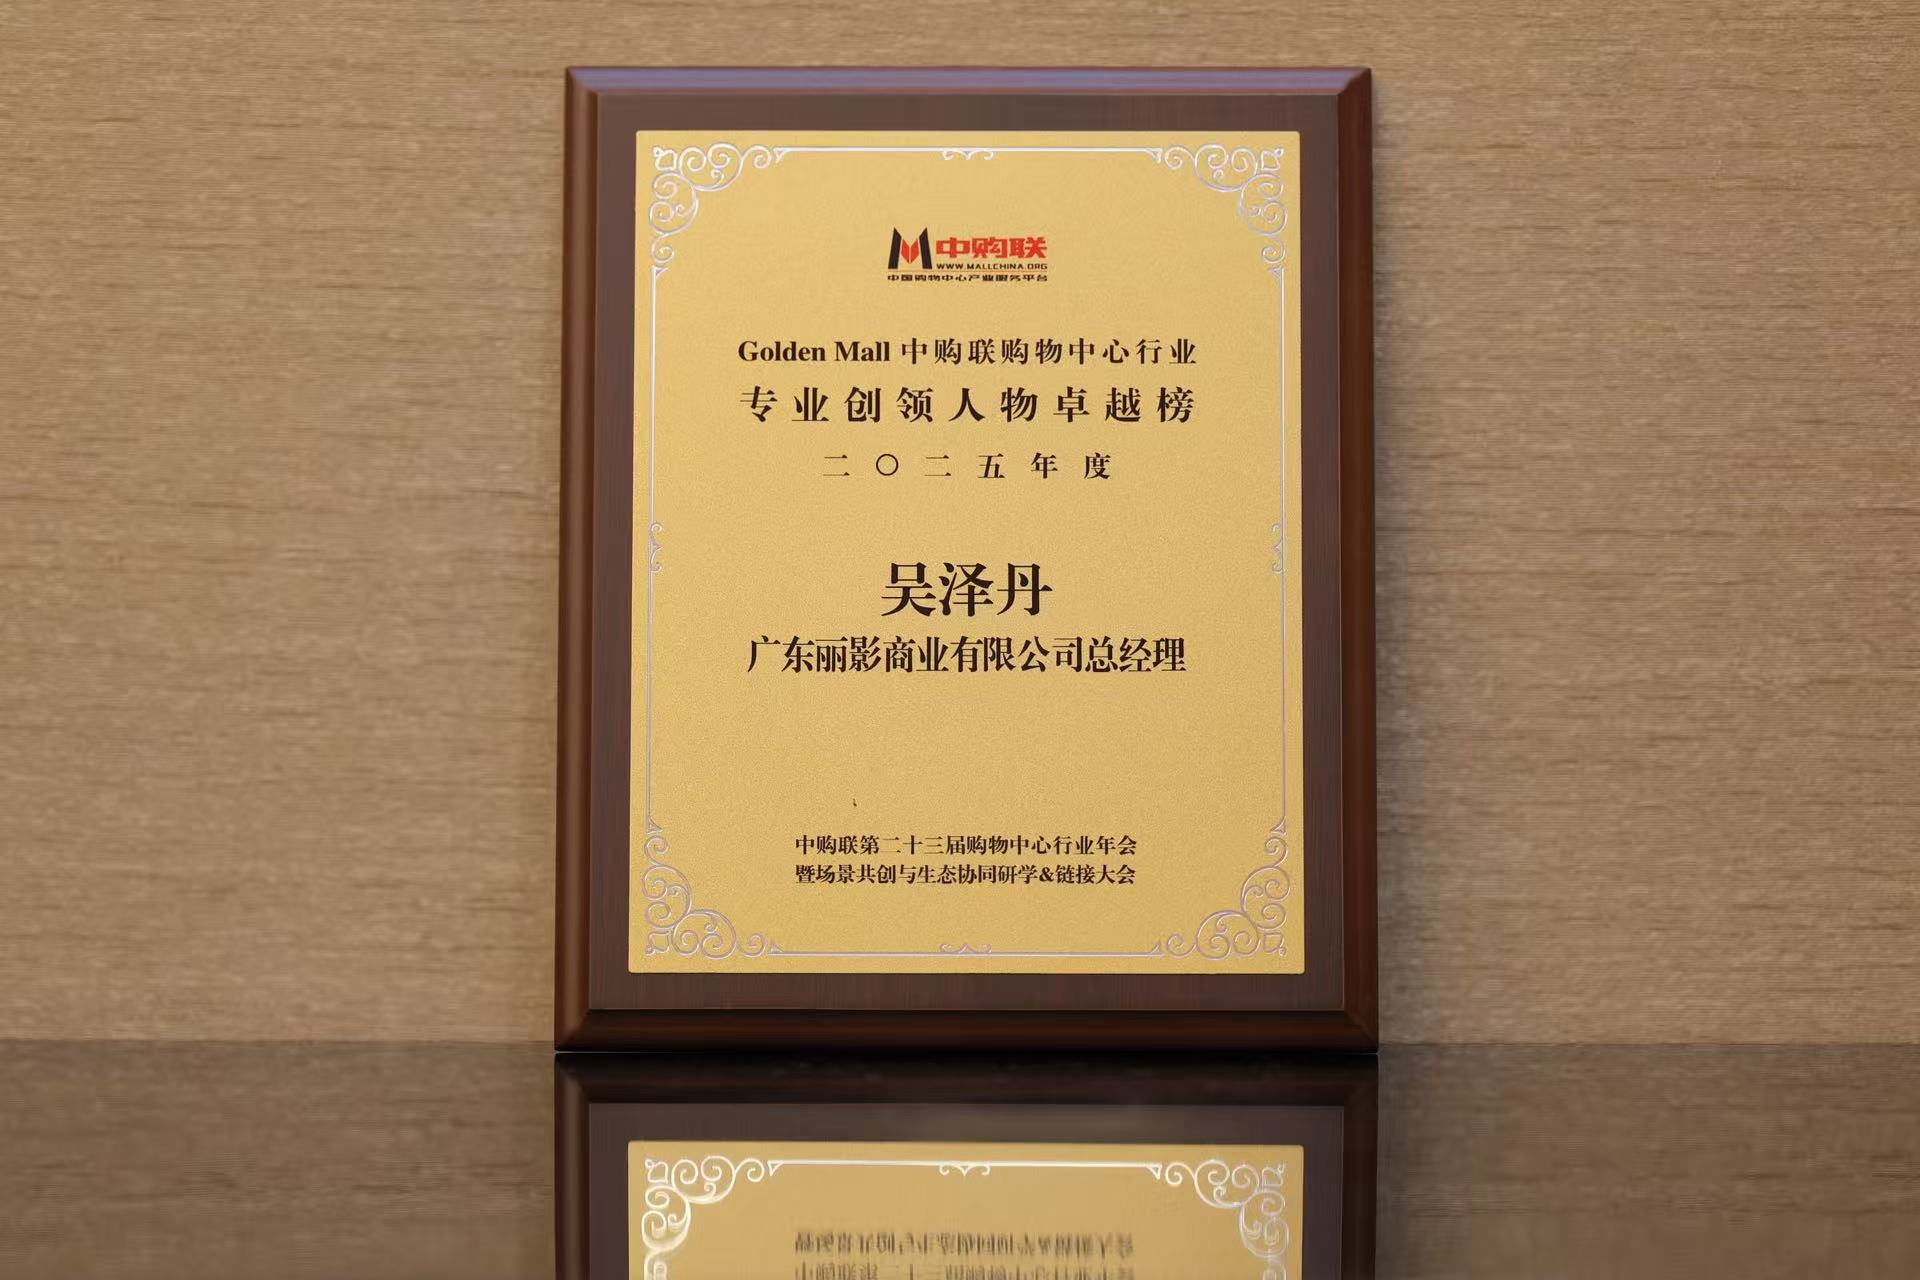 中购联
WWW.MALLCHINA.ORG
中国购物中心产业服务平台
Golden Mall 中购联购物中心行业
专业创领人物卓越榜
二〇二五年度
吴泽丹
广东丽影商业有限公司总经理
中购联第二十三届购物中心行业年会
暨场景共创与生态协同研学&链接大会